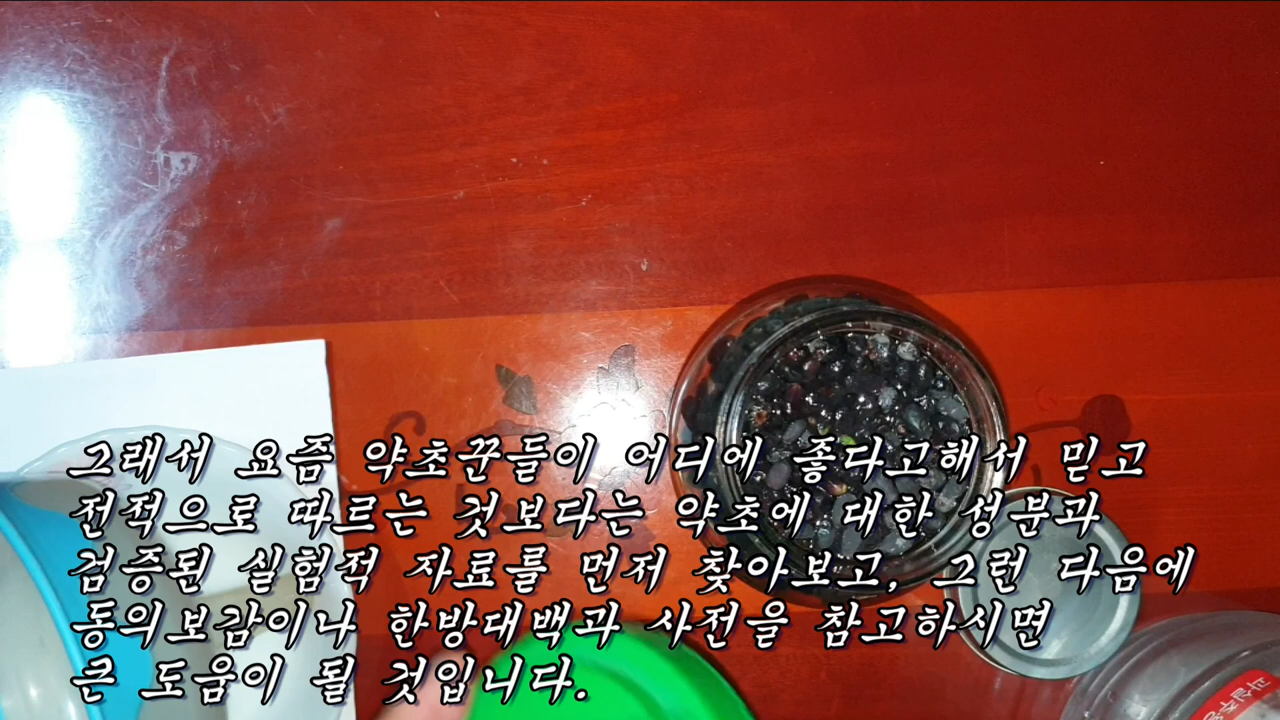 그래서 요즘 약초꾼들이 어디에 좋다고해서 믿고
전적으로 따르는 것보다는 약초에 대한 성분과
검증된 실험적 자료를 먼저 찾아보고, 그런 다음에
동의보감이나 한방대백과 사전을 참고하시면
큰 도움이 될 것입니다.
과실주